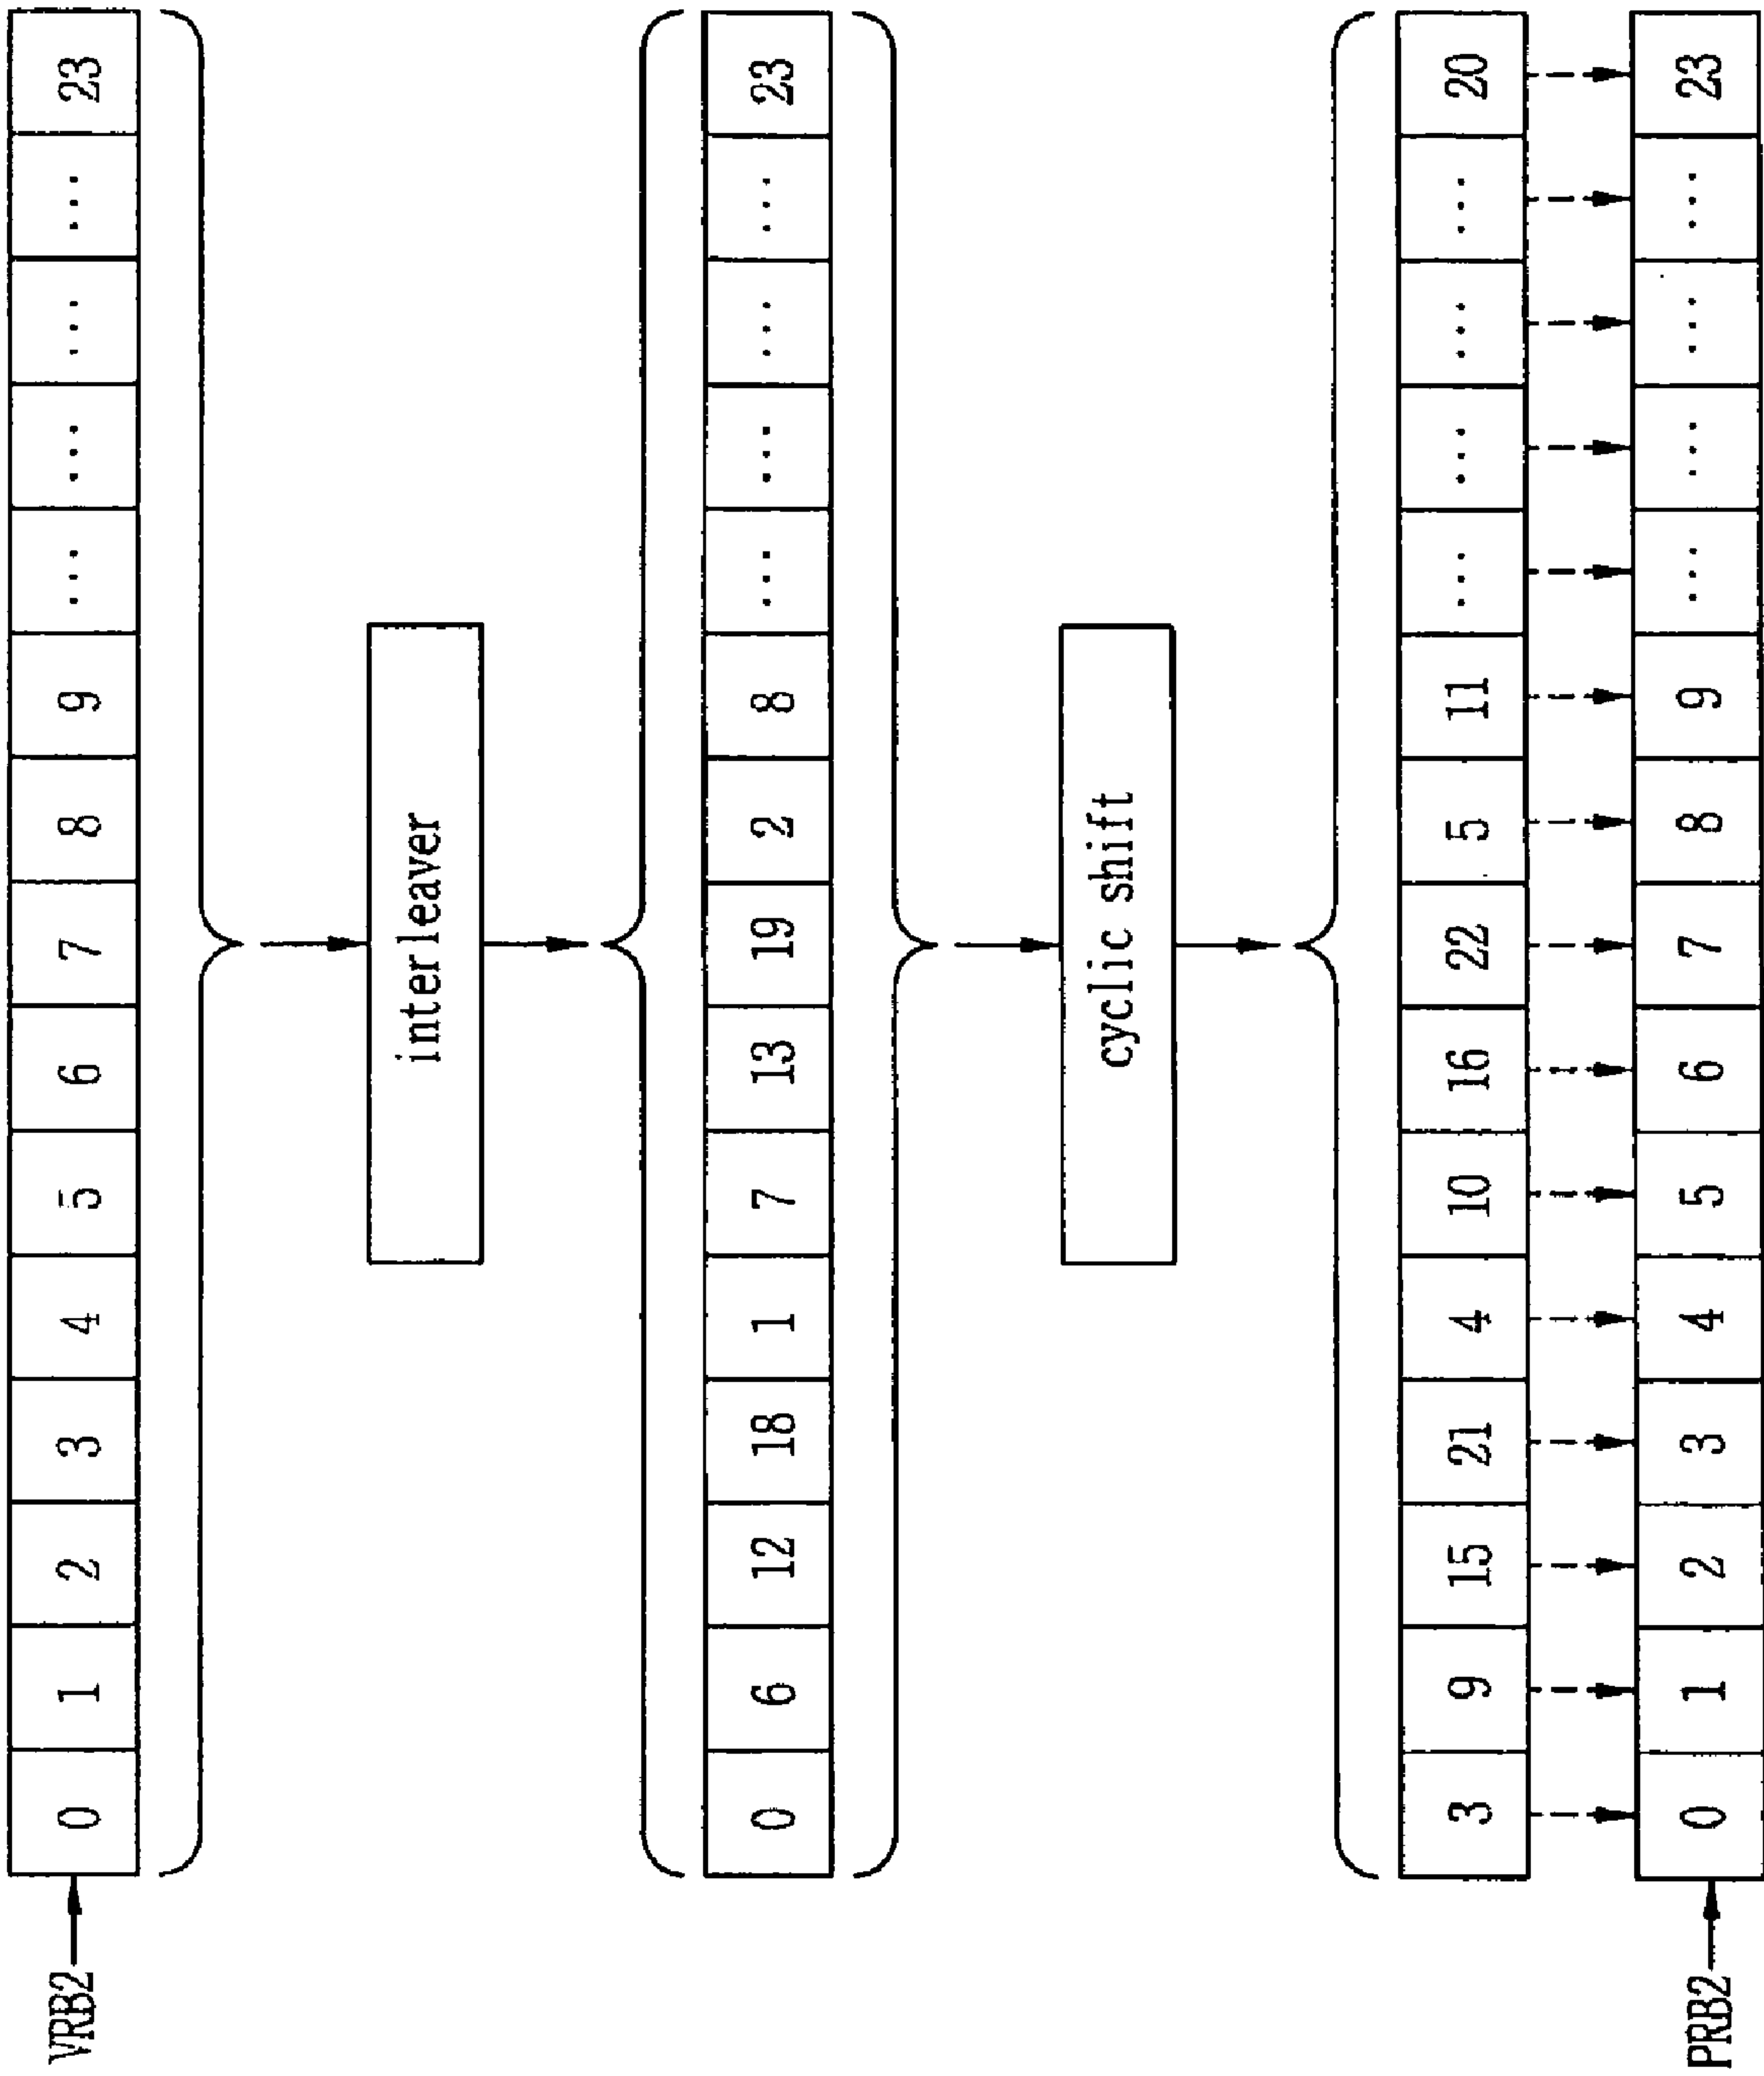 VRB2
0 1 2 3 4 5 6 7 8 9 ... ... ... ... 23
interleaver
0 6 12 18 1 7 13 19 2 8 ... ... ... ... 23
cyclic shift
3 9 15 21 4 10 16 22 5 11 ... ... ... ... 20
PRB2
0 1 2 3 4 5 6 7 8 9 ... ... ... ... 23